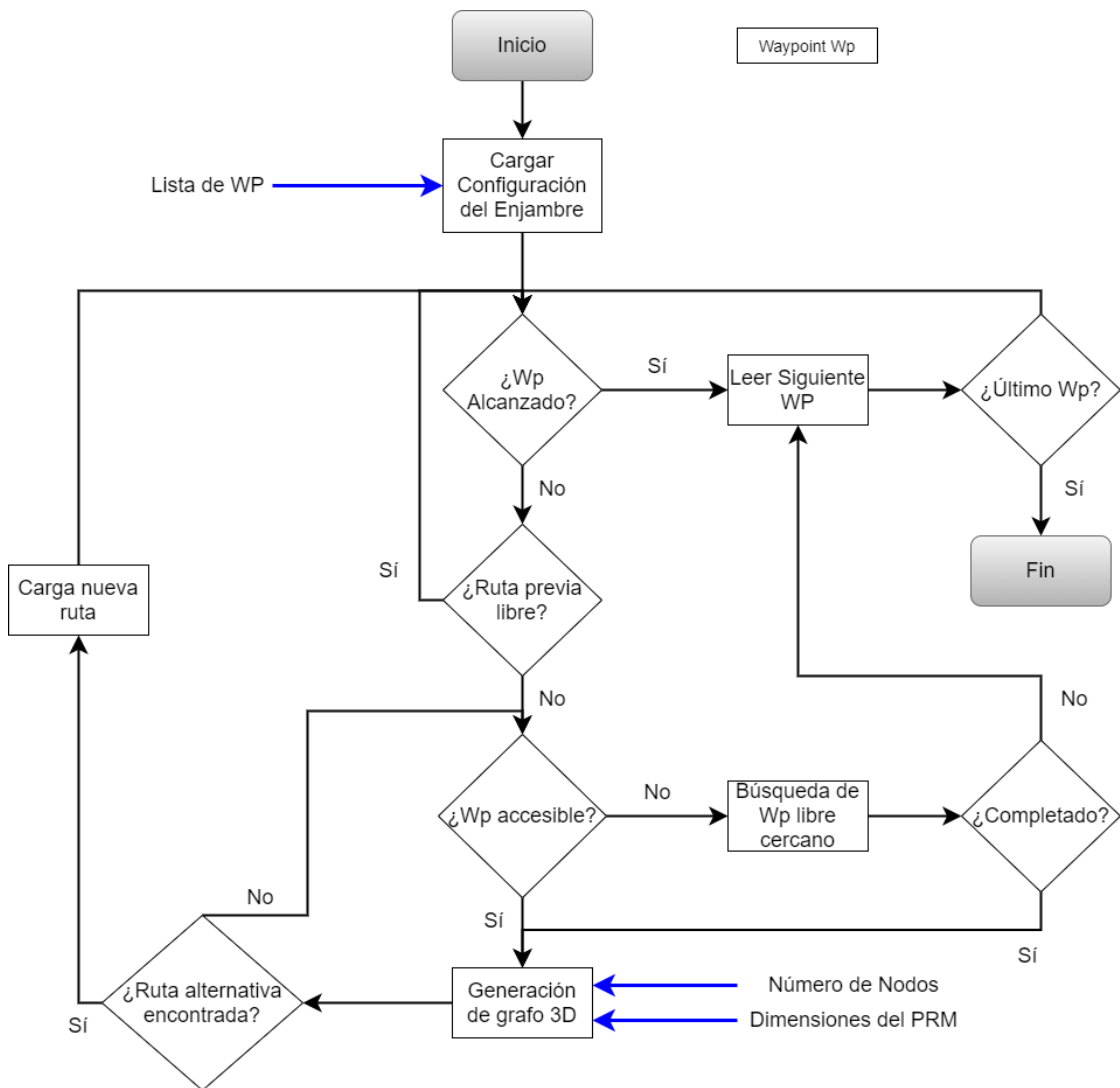 Inicio
Waypoint Wp
Cargar
Configuración
del Enjambre
Lista de WP
¿Wp
Alcanzado?
Sí
Leer Siguiente
WP
¿Último Wp?
No
Sí
Fin
Carga nueva
ruta
Sí
¿Ruta previa
libre?
No
No
¿Wp accesible?
No
Búsqueda de
Wp libre
cercano
¿Completado?
No
Sí
Sí
¿Ruta alternativa
encontrada?
Sí
Generación
de grafo 3D
Número de Nodos
Dimensiones del PRM